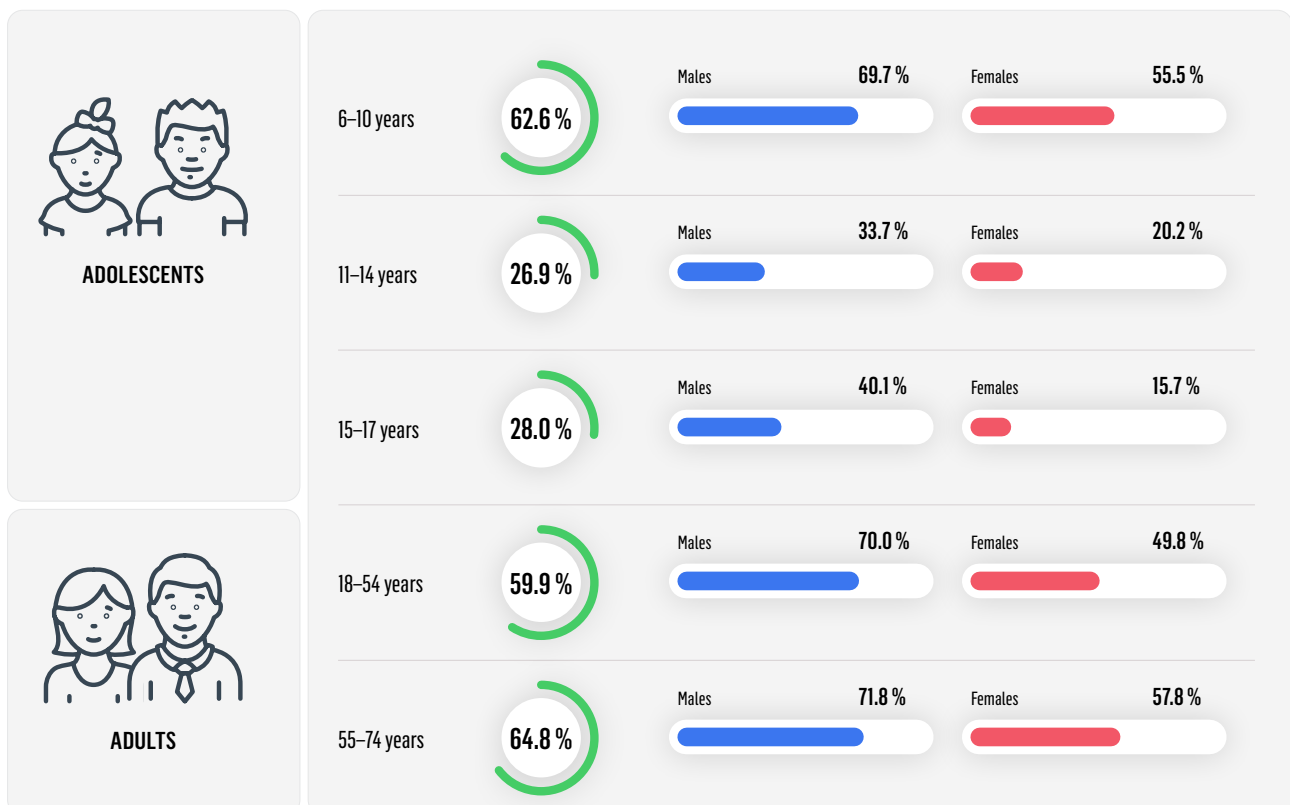 ADOLESCENTS
6–10 years
62.6 %
Males 69.7 %
Females 55.5 %
11–14 years
26.9 %
Males 33.7 %
Females 20.2 %
15–17 years
28.0 %
Males 40.1 %
Females 15.7 %
ADULTS
18–54 years
59.9 %
Males 70.0 %
Females 49.8 %
55–74 years
64.8 %
Males 71.8 %
Females 57.8 %